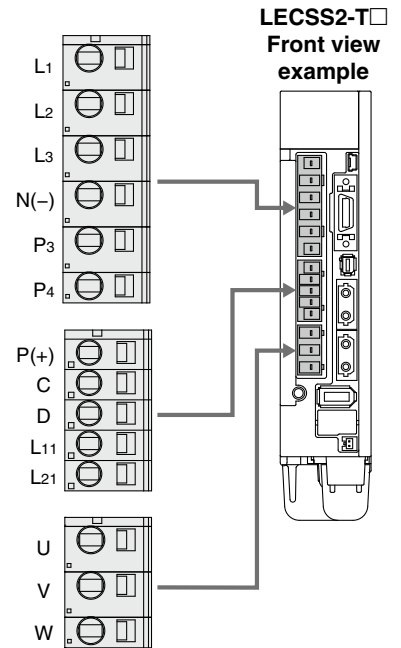 LECSS2-T□
Front view
example
L1
L2
L3
N(−)
P3
P4
P(+)
C
D
L11
L21
U
V
W